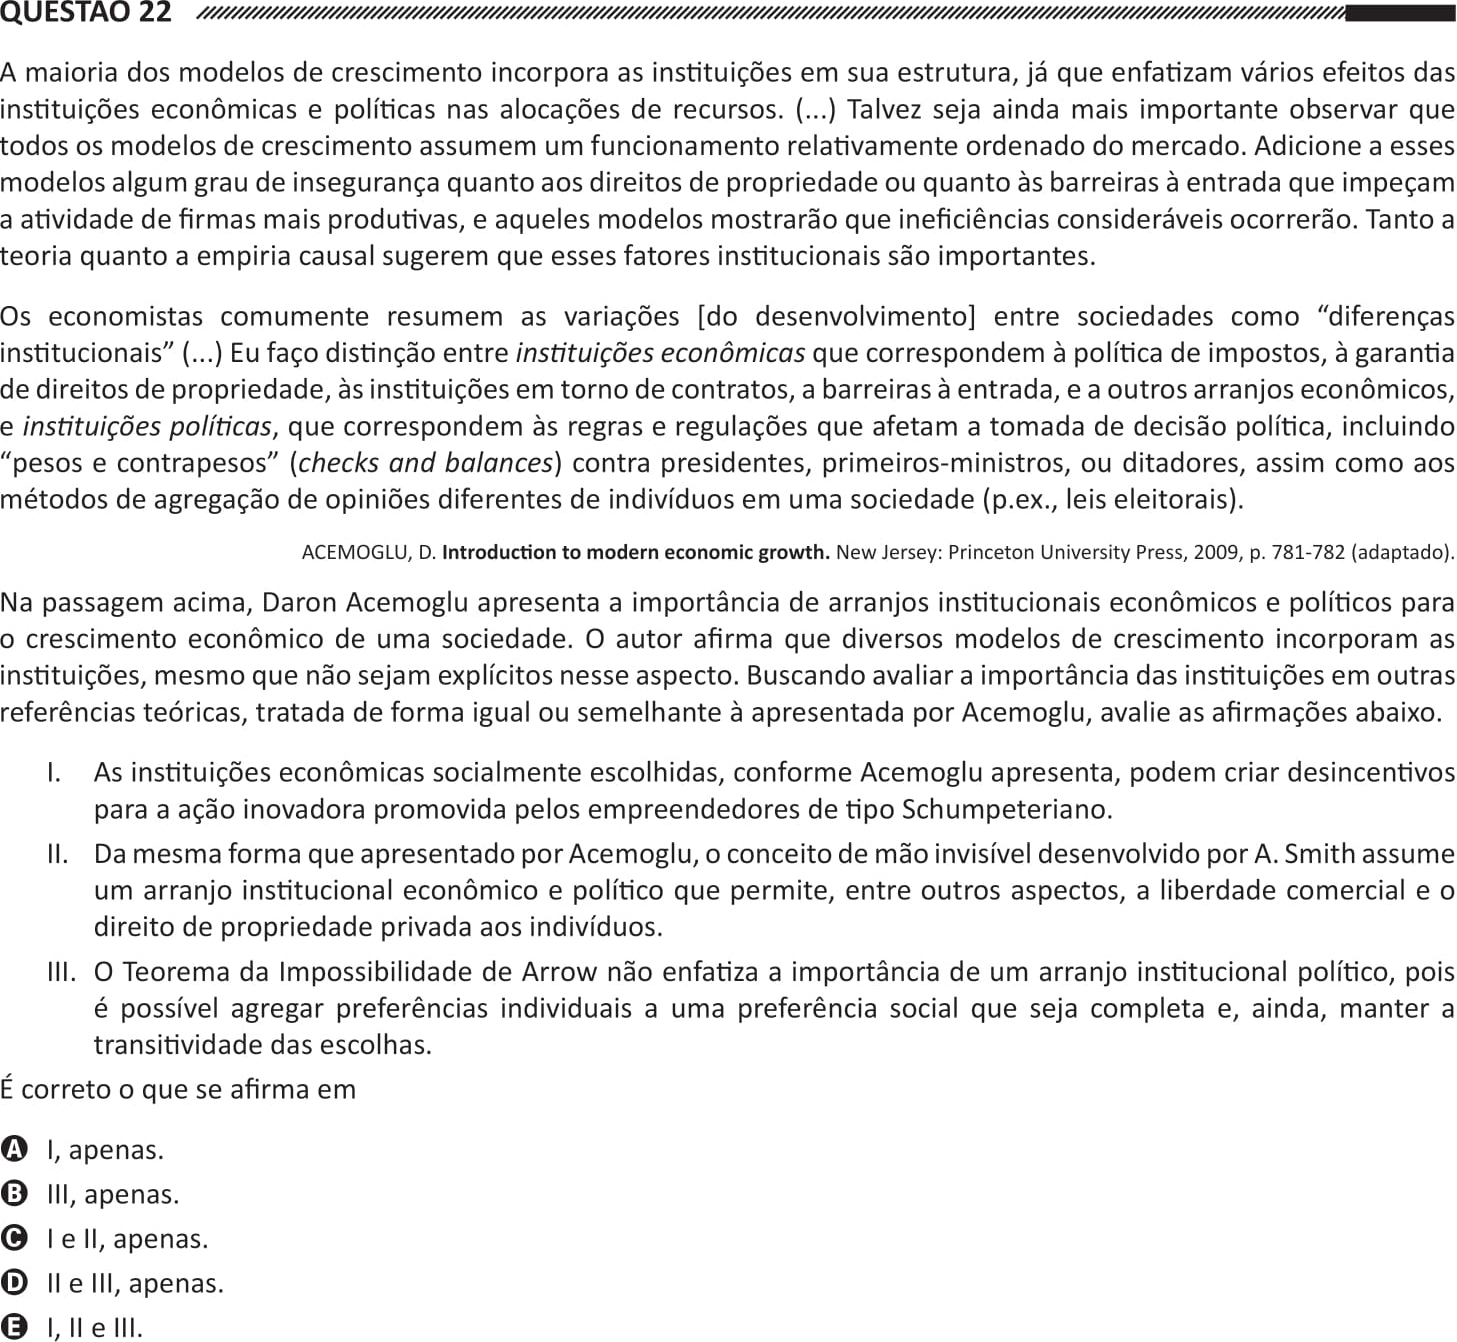 QUESTÃO 22
A maioria dos modelos de crescimento incorpora as instituições em sua estrutura, já que enfatizam vários efeitos das
instituições econômicas e políticas nas alocações de recursos. (...) Talvez seja ainda mais importante observar que
todos os modelos de crescimento assumem um funcionamento relativamente ordenado do mercado. Adicione a esses
modelos algum grau de insegurança quanto aos direitos de propriedade ou quanto às barreiras à entrada que impeçam
a atividade de firmas mais produtivas, e aqueles modelos mostrarão que ineficiências consideráveis ocorrerão. Tanto a
teoria quanto a empiria causal sugerem que esses fatores institucionais são importantes.
Os economistas comumente resumem as variações [do desenvolvimento] entre sociedades como “diferenças
institucionais” (...) Eu faço distinção entre instituições econômicas que correspondem à política de impostos, à garantia
de direitos de propriedade, às instituições em torno de contratos, a barreiras à entrada, e a outros arranjos econômicos,
e instituições políticas, que correspondem às regras e regulações que afetam a tomada de decisão política, incluindo
“pesos e contrapesos” (checks and balances) contra presidentes, primeiros-ministros, ou ditadores, assim como aos
métodos de agregação de opiniões diferentes de indivíduos em uma sociedade (p.ex., leis eleitorais).
ACEMOGLU, D. Introduction to modern economic growth. New Jersey: Princeton University Press, 2009, p. 781-782 (adaptado).
Na passagem acima, Daron Acemoglu apresenta a importância de arranjos institucionais econômicos e políticos para
o crescimento econômico de uma sociedade. O autor afirma que diversos modelos de crescimento incorporam as
instituições, mesmo que não sejam explícitos nesse aspecto. Buscando avaliar a importância das instituições em outras
referências teóricas, tratada de forma igual ou semelhante à apresentada por Acemoglu, avalie as afirmações abaixo.
I. As instituições econômicas socialmente escolhidas, conforme Acemoglu apresenta, podem criar desincentivos
para a ação inovadora promovida pelos empreendedores de tipo Schumpeteriano.
II. Da mesma forma que apresentado por Acemoglu, o conceito de mão invisível desenvolvido por A. Smith assume
um arranjo institucional econômico e político que permite, entre outros aspectos, a liberdade comercial e o
direito de propriedade privada aos indivíduos.
III. O Teorema da Impossibilidade de Arrow não enfatiza a importância de um arranjo institucional político, pois
é possível agregar preferências individuais a uma preferência social que seja completa e, ainda, manter a
transitividade das escolhas.
É correto o que se afirma em
A I, apenas.
B III, apenas.
C I e II, apenas.
D II e III, apenas.
E I, II e III.